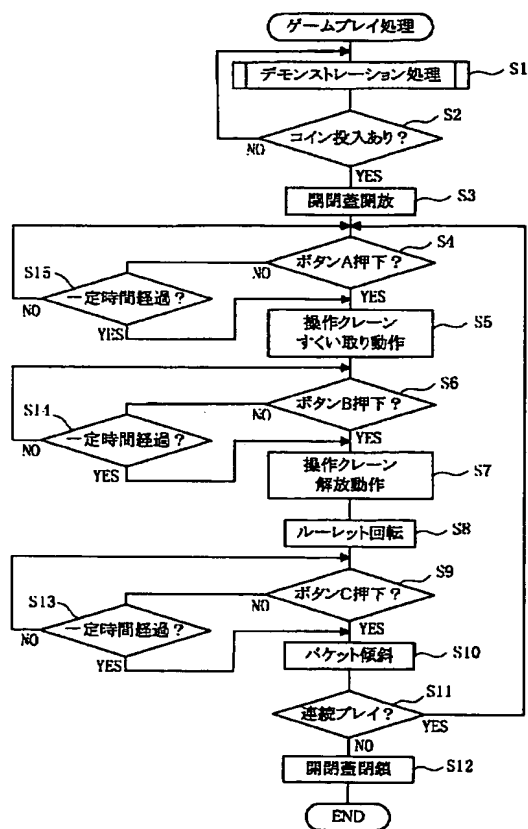 ゲームプレイ処理
デモンストレーション処理
S1
S2
コイン投入あり？
NO
YES
開閉蓋開放
S3
S4
ボタンA押下？
NO
YES
S15
一定時間経過？
NO
YES
操作クレーン
すくい取り動作
S5
S6
ボタンB押下？
NO
YES
S14
一定時間経過？
NO
YES
操作クレーン
解放動作
S7
ルーレット回転
S8
S9
ボタンC押下？
NO
YES
S13
一定時間経過？
NO
YES
バケット傾斜
S10
S11
連続プレイ？
YES
NO
開閉蓋閉鎖
S12
END